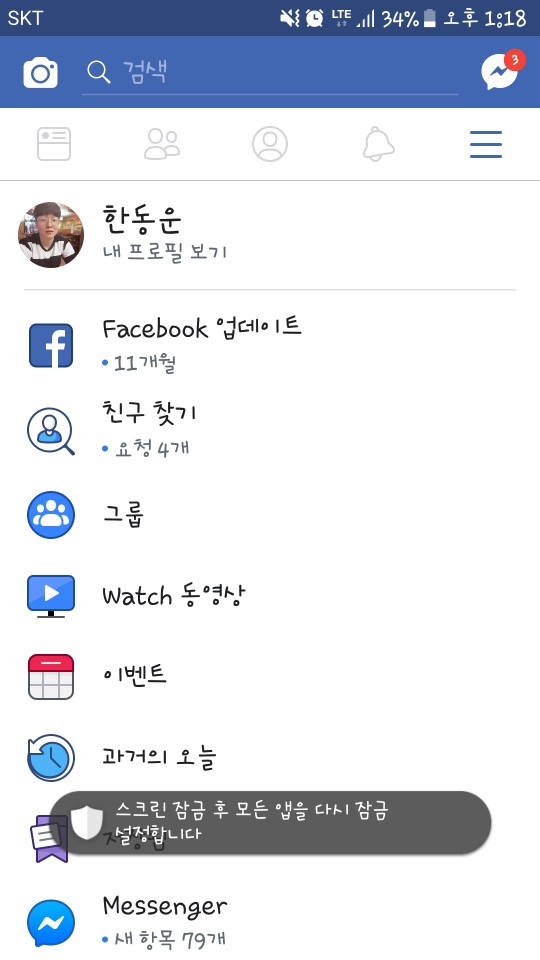 SKT LTE 34% 오후 1:18
검색
3
한동운
내 프로필 보기
Facebook 업데이트
• 11개월
친구 찾기
• 요청 4개
그룹
Watch 동영상
이벤트
과거의 오늘
스크린 잠금 후 모든 앱을 다시 잠금
설정합니다
Messenger
• 새 항목 79개